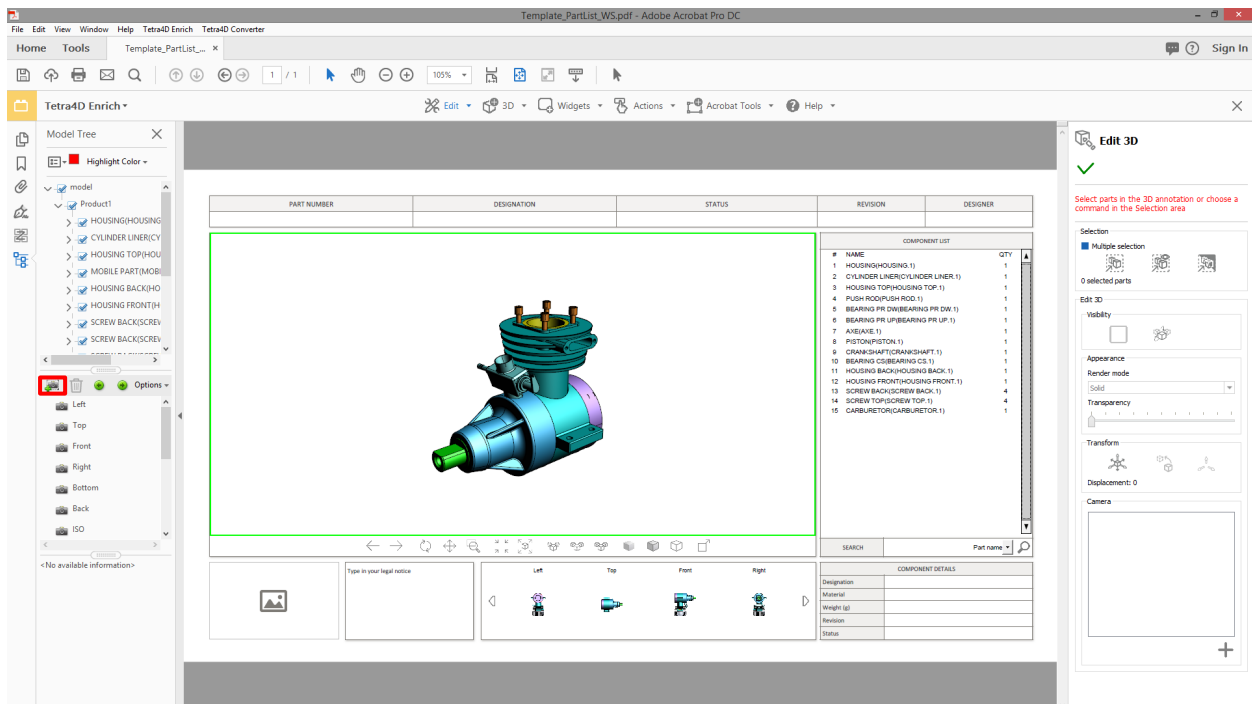 Template_PartList_WS.pdf - Adobe Acrobat Pro DC
File Edit View Window Help Tetra4D Enrich Tetra4D Converter
Home Tools Template_PartList_... × Sign In
1 / 1 105%
Tetra4D Enrich Edit 3D Widgets Actions Acrobat Tools Help
Model Tree
Highlight Color
model
Product1
HOUSING(HOUSING
CYLINDER LINER(CY
HOUSING TOP(HOU
MOBILE PART(MOBI
HOUSING BACK(HO
HOUSING FRONT(H
SCREW BACK(SCREW
Options
Left
Top
Front
Right
Bottom
Back
ISO
<No available information>
PART NUMBER DESIGNATION STATUS REVISION DESIGNER
COMPONENT LIST
# NAME QTY
1 HOUSING(HOUSING.1) 1
2 CYLINDER LINER(CYLINDER LINER.1) 1
3 HOUSING TOP(HOUSING TOP.1) 1
4 PUSH ROD(PUSH ROD.1) 1
5 BEARING PR DW(BEARING PR DW.1) 1
6 BEARING PR UP(BEARING PR UP.1) 1
7 AXE(AXE.1) 1
8 PISTON(PISTON.1) 1
9 CRANKSHAFT(CRANKSHAFT.1) 1
10 BEARING CS(BEARING CS.1) 1
11 HOUSING BACK(HOUSING BACK.1) 1
12 HOUSING FRONT(HOUSING FRONT.1) 1
13 SCREW BACK(SCREW BACK.1) 4
14 SCREW TOP(SCREW TOP.1) 4
15 CARBURETOR(CARBURETOR.1) 1
SEARCH Part name
Type in your legal notice
Left Top Front Right
COMPONENT DETAILS
Designation
Material
Weight (g)
Revision
Status
Edit 3D
Select parts in the 3D annotation or choose a
command in the Selection area
Selection
Multiple selection
0 selected parts
Edit 3D
Visibility
Appearance
Render mode
Solid
Transparency
Transform
Displacement: 0
Camera